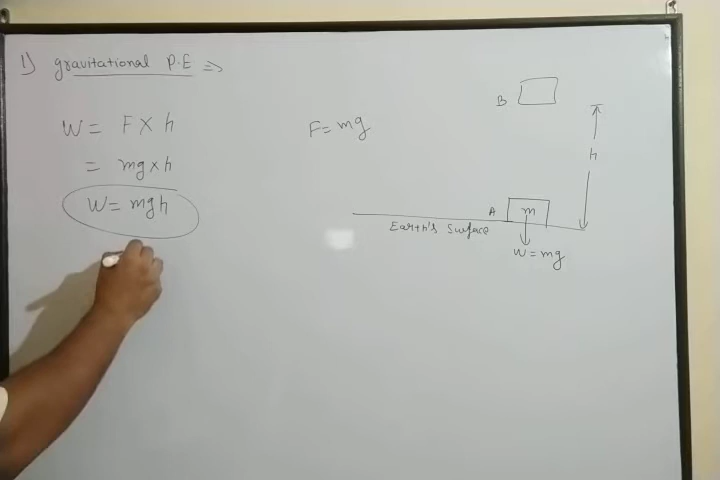 1) gravitational P.E ⇒
W = F × h
= mg × h
W = mgh
F = mg
B
h
A
m
Earth's Surface
W = mg